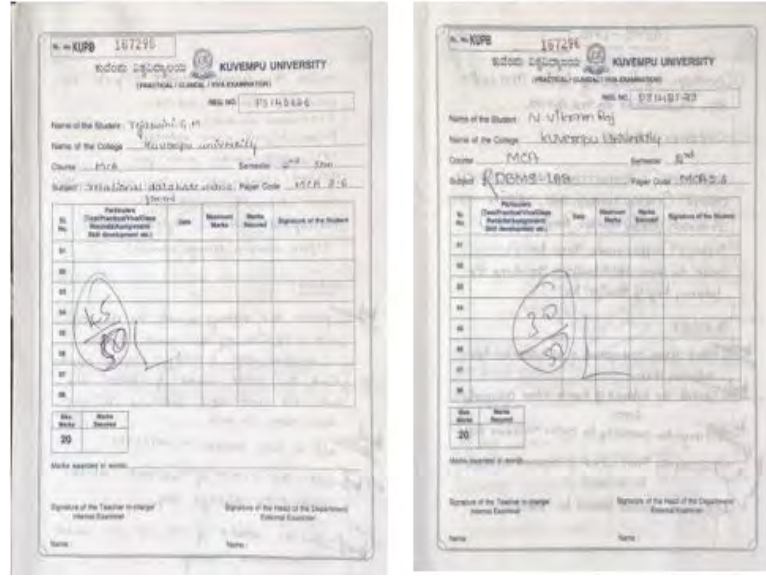 KUPB 167295
ಕುವೆಂಪು ವಿಶ್ವವಿದ್ಯಾಲಯ KUVEMPU UNIVERSITY
(PRACTICAL / CLINICAL / VIVA EXAMINATION)
REG. NO.
Name of the Student : G.M
Name of the College Kuvempu university
Course MCA Semester 2nd Sem
Subject : relational database Paper Code MCA 2.6
Sl. No.
Particulars (Test/Practical/Viva/Class Records/Assignment/ Skill development etc.)
Date
Maximum Marks
Marks Secured
Signature of the Student
01
02
03
04
05
06
07
08
45
50
Max. Marks
Marks Secured
20
Marks awarded in words
Signature of the Teacher in-charge
Internal Examiner
Signature of the Head of the Department
External Examiner
Name :
Name :
KUPB 167296
ಕುವೆಂಪು ವಿಶ್ವವಿದ್ಯಾಲಯ KUVEMPU UNIVERSITY
(PRACTICAL / CLINICAL / VIVA EXAMINATION)
REG. NO.
Name of the Student N Vikram Raj
Name of the College Kuvempu University
Course MCA Semester 2nd
Subject RDBMS-LAB Paper Code MCA2.6
Sl. No.
Particulars (Test/Practical/Viva/Class Records/Assignment/ Skill development etc.)
Date
Maximum Marks
Marks Secured
Signature of the Student
01
02
03
04
05
06
07
08
30
50
Max. Marks
Marks Secured
20
Marks awarded in words
Signature of the Teacher in-charge
Internal Examiner
Signature of the Head of the Department
External Examiner
Name :
Name :